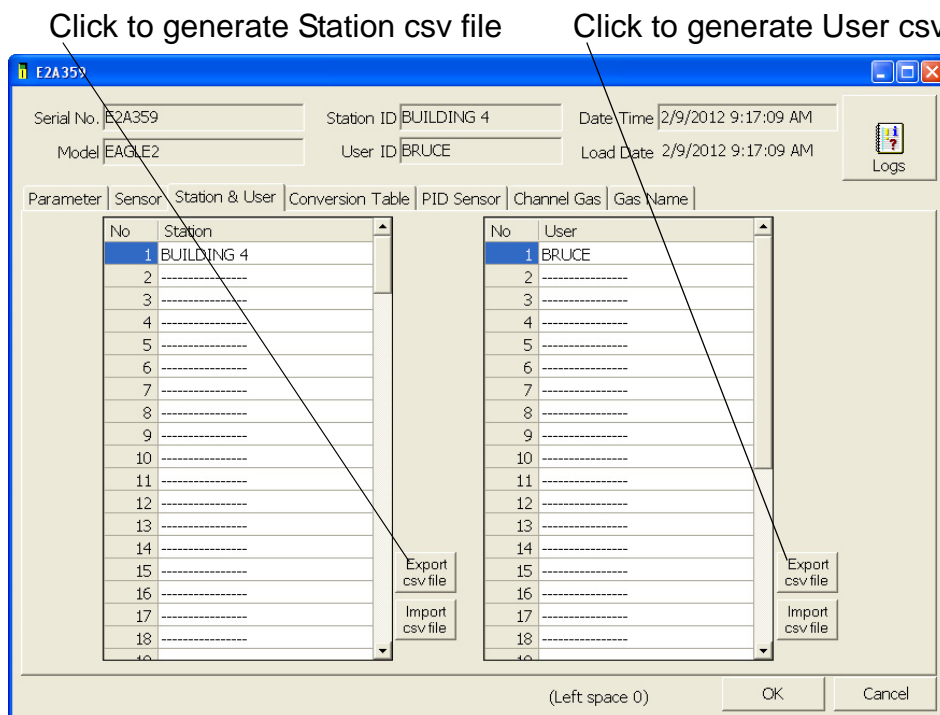 Click to generate Station csv file Click to generate User csv
E2A359
Serial No. E2A359 Station ID BUILDING 4 Date Time 2/9/2012 9:17:09 AM
Model EAGLE2 User ID BRUCE Load Date 2/9/2012 9:17:09 AM
Logs
Parameter Sensor Station & User Conversion Table PID Sensor Channel Gas Gas Name
No Station No User
1 BUILDING 4 1 BRUCE
2 ---------------- 2 ----------------
3 ---------------- 3 ----------------
4 ---------------- 4 ----------------
5 ---------------- 5 ----------------
6 ---------------- 6 ----------------
7 ---------------- 7 ----------------
8 ---------------- 8 ----------------
9 ---------------- 9 ----------------
10 ---------------- 10 ----------------
11 ---------------- 11 ----------------
12 ---------------- 12 ----------------
13 ---------------- 13 ----------------
14 ---------------- 14 ----------------
15 ---------------- Export csv file 15 ---------------- Export csv file
16 ---------------- 16 ----------------
17 ---------------- Import csv file 17 ---------------- Import csv file
18 ---------------- 18 ----------------
(Left space 0) OK Cancel